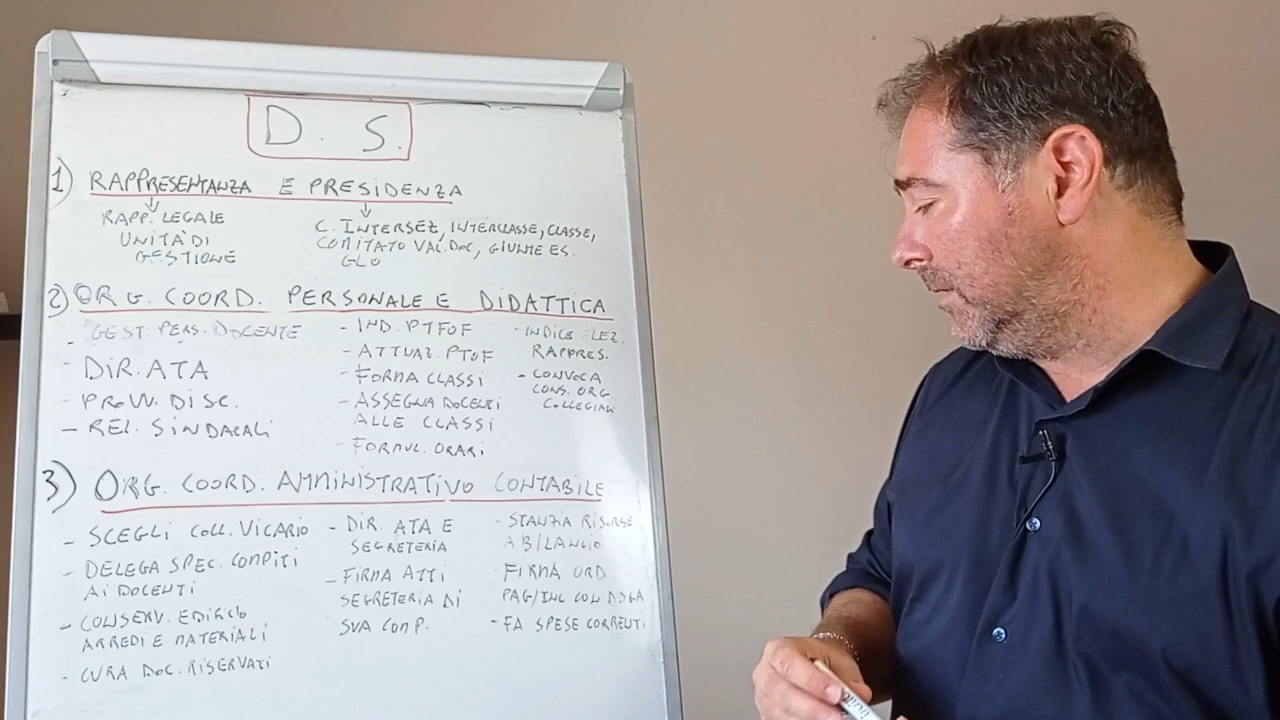 D. S.
1) RAPPRESENTANZA E PRESIDENZA
RAPP. LEGALE
UNITÀ DI
GESTIONE
C. INTERSEZ, INTERCLASSE, CLASSE,
COMITATO VAL. DOC, GIUNTE ES.
GLO
2) ORG. COORD. PERSONALE E DIDATTICA
- GEST. PERS. DOCENTE
- DIR. ATA
- PROVV. DISC.
- REL. SINDACALI
- IND. PTFOF
- ATTUAZ. PTOF
- FORMA CLASSI
- ASSEGNA DOCENTI
ALLE CLASSI
- FORMUL. ORARI
- INDICE ELEZ.
RAPPRES.
- CONVOCA
CONS. ORG.
COLLEGIALI
3) ORG. COORD. AMMINISTRATIVO CONTABILE
- SCEGLI COLL. VICARIO
- DELEGA SPEC. COMPITI
AI DOCENTI
- CONSERV. EDIFICIO
ARREDI E MATERIALI
- CURA DOC. RISERVATI
- DIR. ATA E
SEGRETERIA
- FIRMA ATTI
SEGRETERIA DI
SUA COMP.
- STANZIA RISORSE
A BILANCIO
- FIRMA ORD
PAG/INC CON DSGA
- FA SPESE CORRENTI